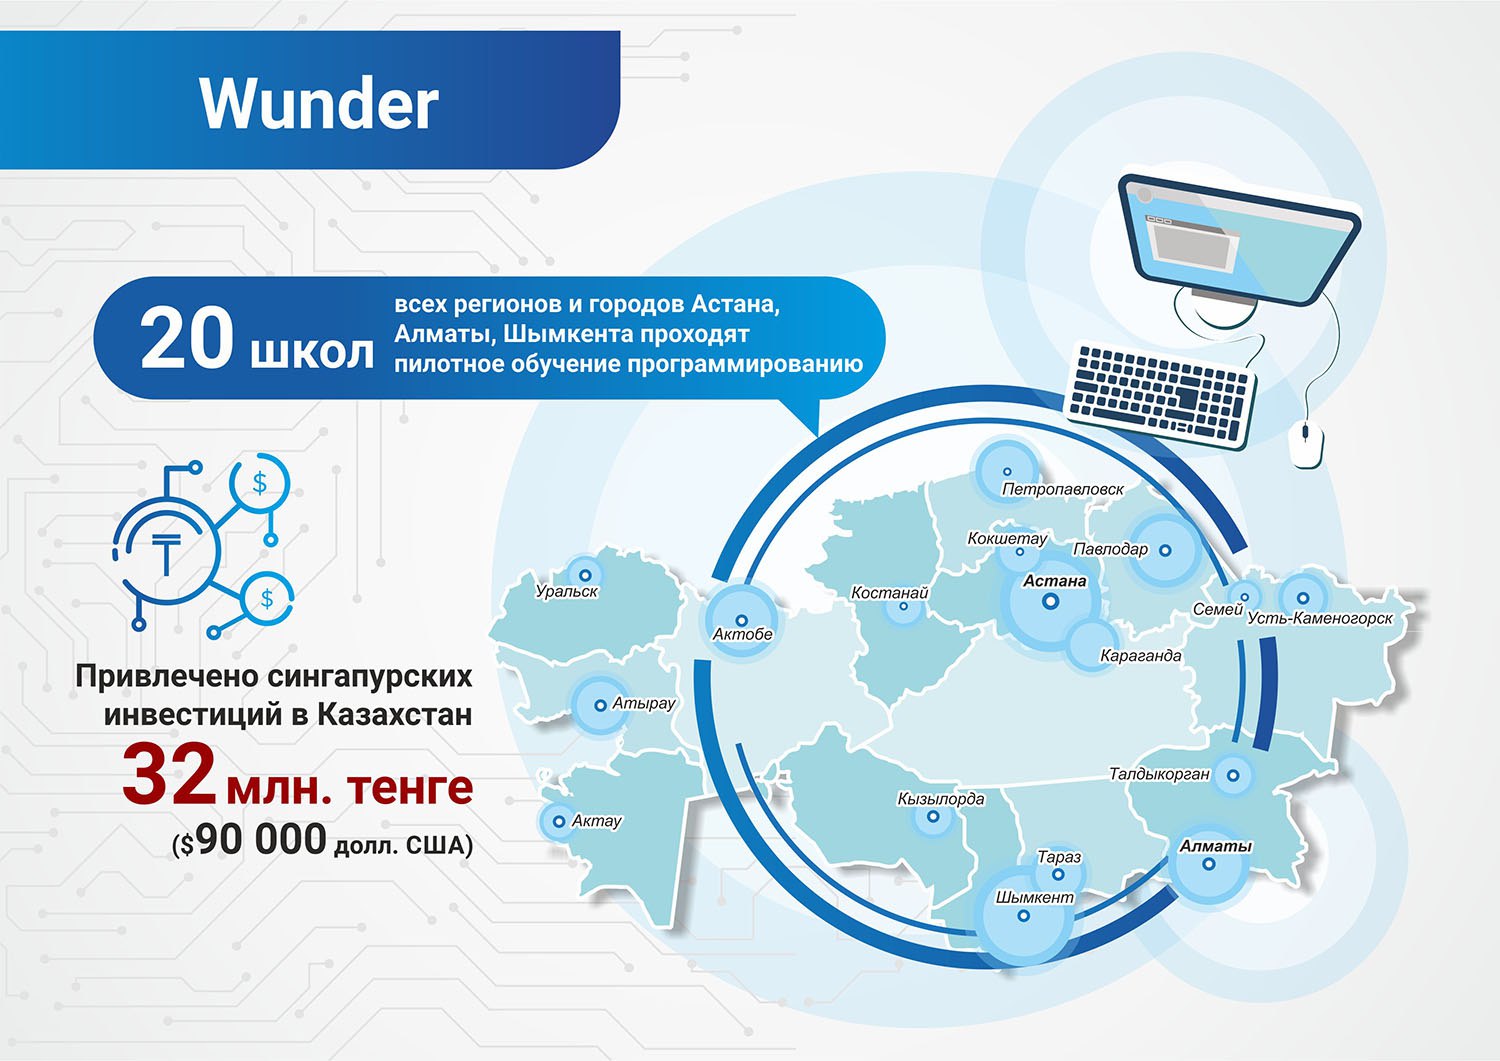 Wunder
20 школ
всех регионов и городов Астана,
Алматы, Шымкента проходят
пилотное обучение программированию
$
₸
$
Привлечено сингапурских
инвестиций в Казахстан
32 млн. тенге
($90 000 долл. США)
Петропавловск
Кокшетау
Павлодар
Астана
Уральск
Костанай
Семей
Усть-Каменогорск
Актобе
Караганда
Атырау
Талдыкорган
Кызылорда
Актау
Алматы
Тараз
Шымкент